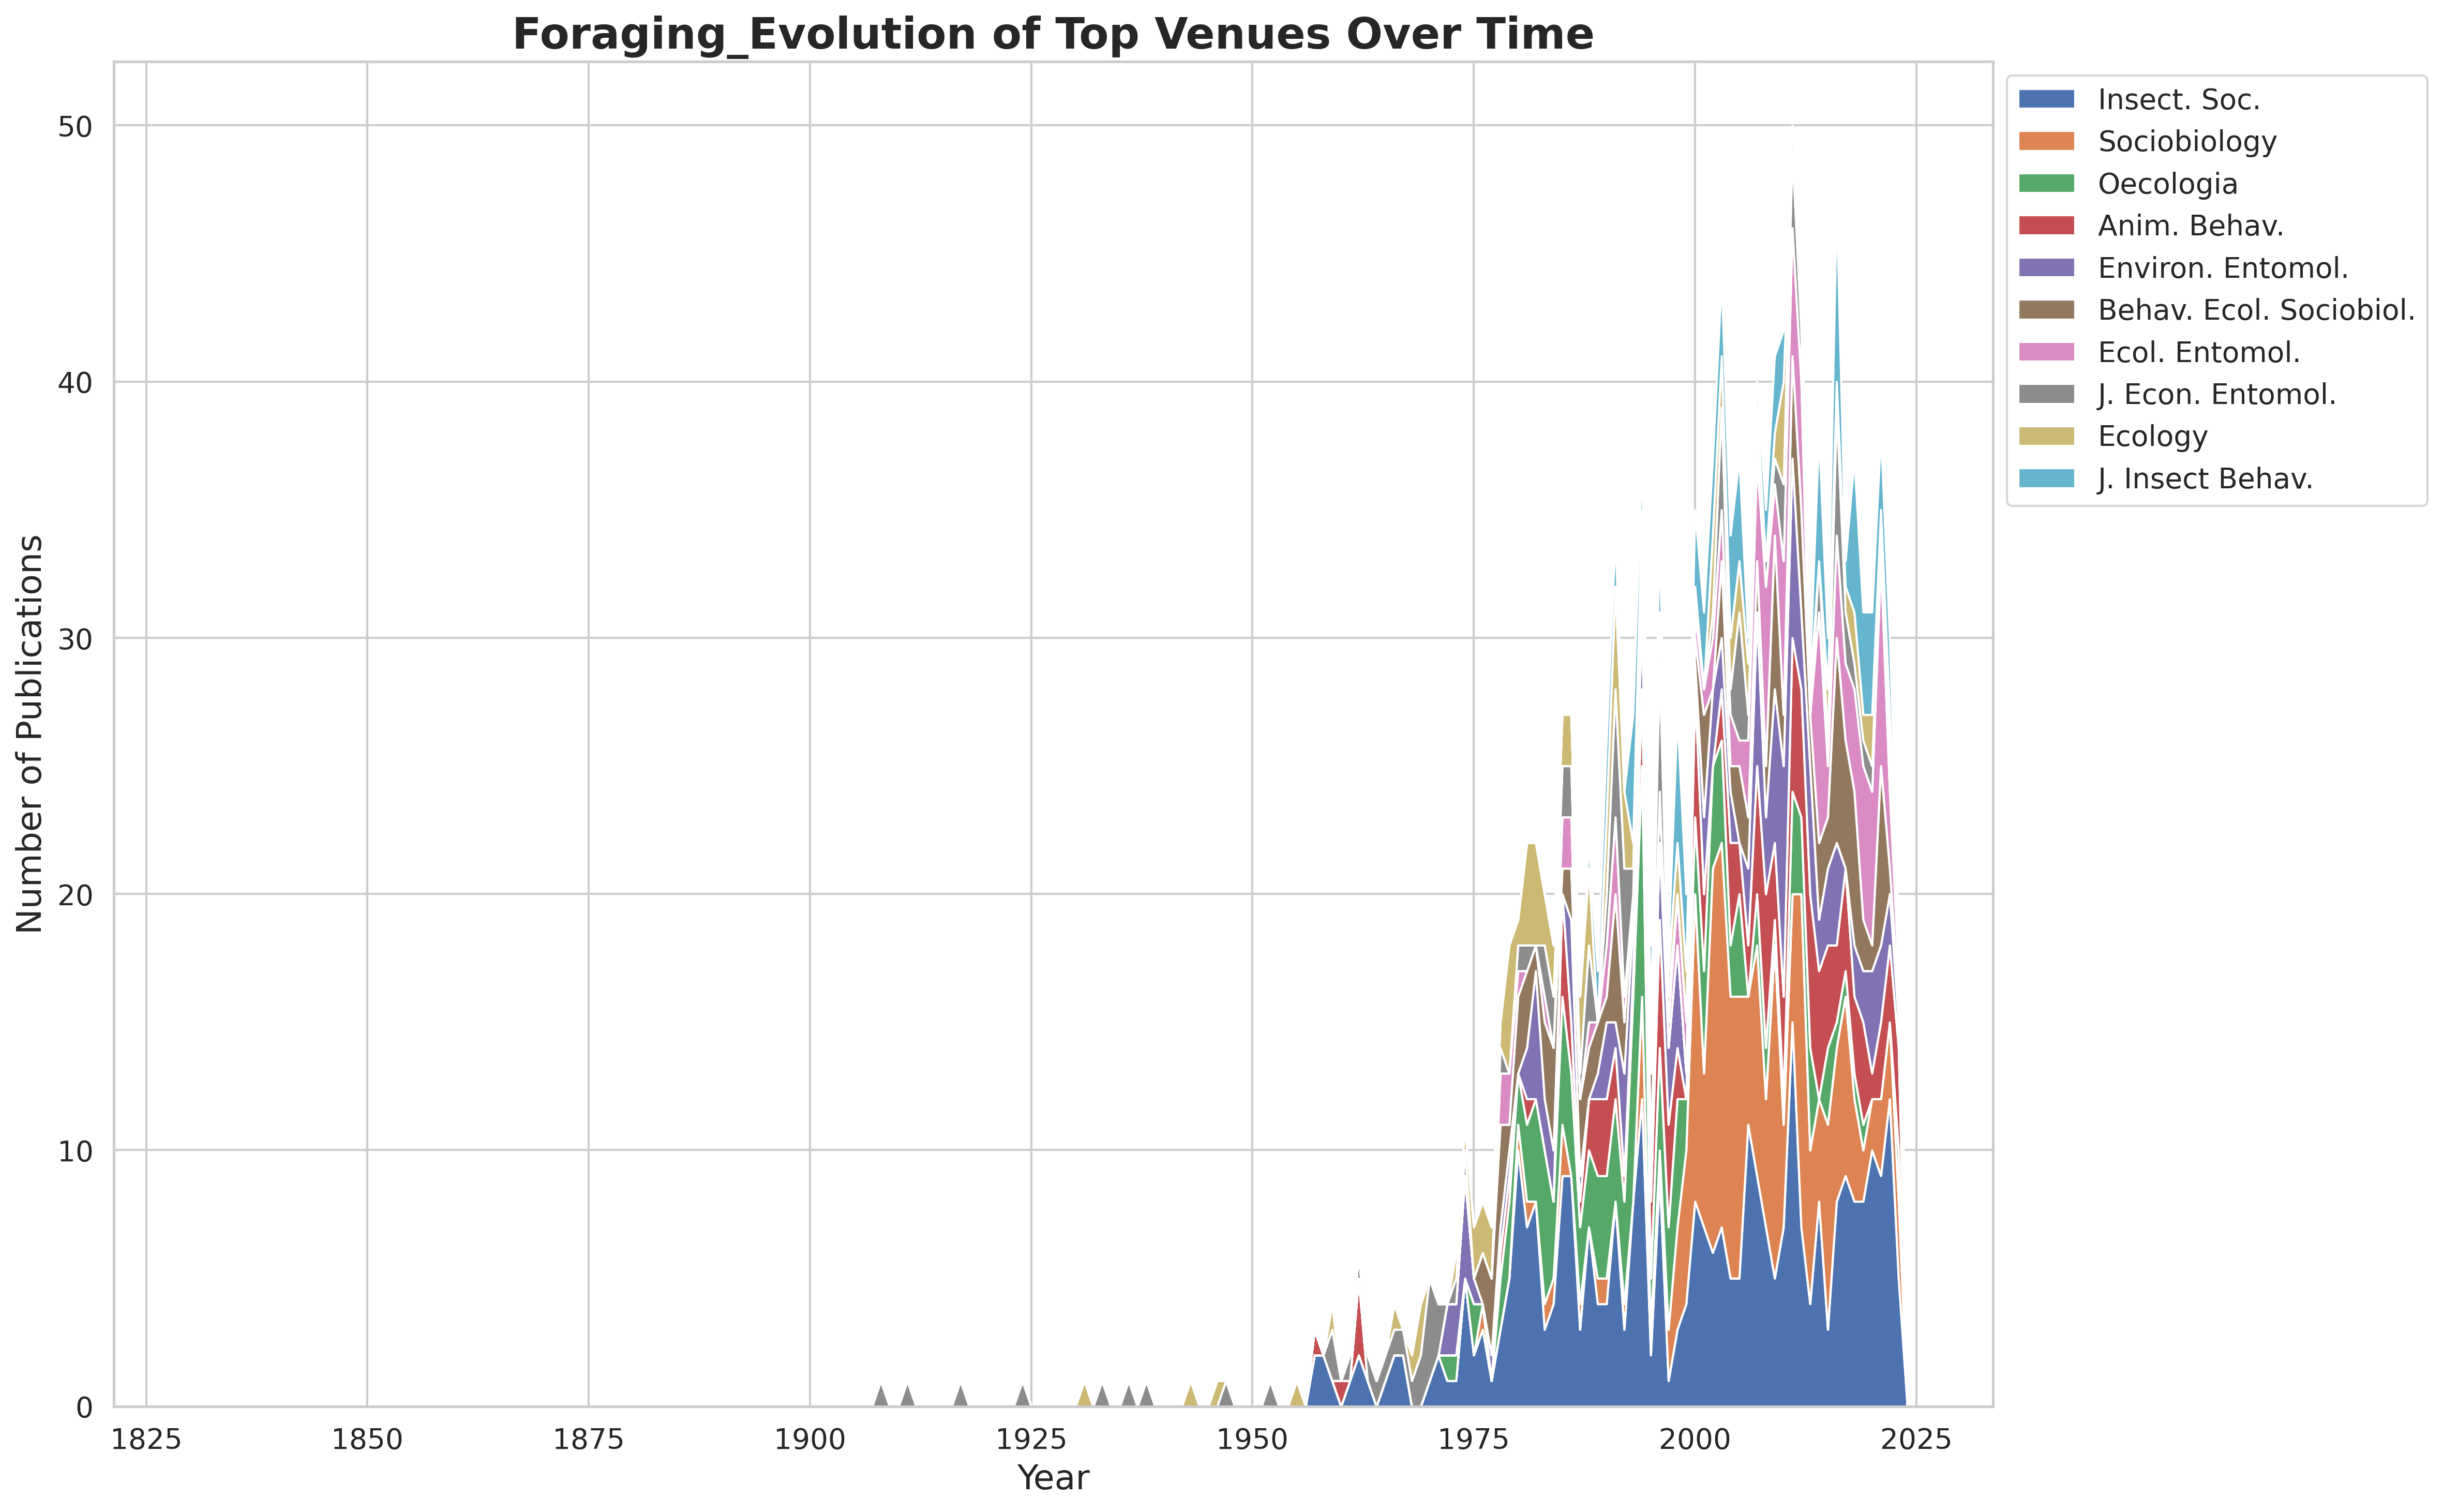 Foraging_Evolution of Top Venues Over Time
Number of Publications
50
40
30
20
10
0
1825 1850 1875 1900 1925 1950 1975 2000 2025
Year
Insect. Soc.
Sociobiology
Oecologia
Anim. Behav.
Environ. Entomol.
Behav. Ecol. Sociobiol.
Ecol. Entomol.
J. Econ. Entomol.
Ecology
J. Insect Behav.